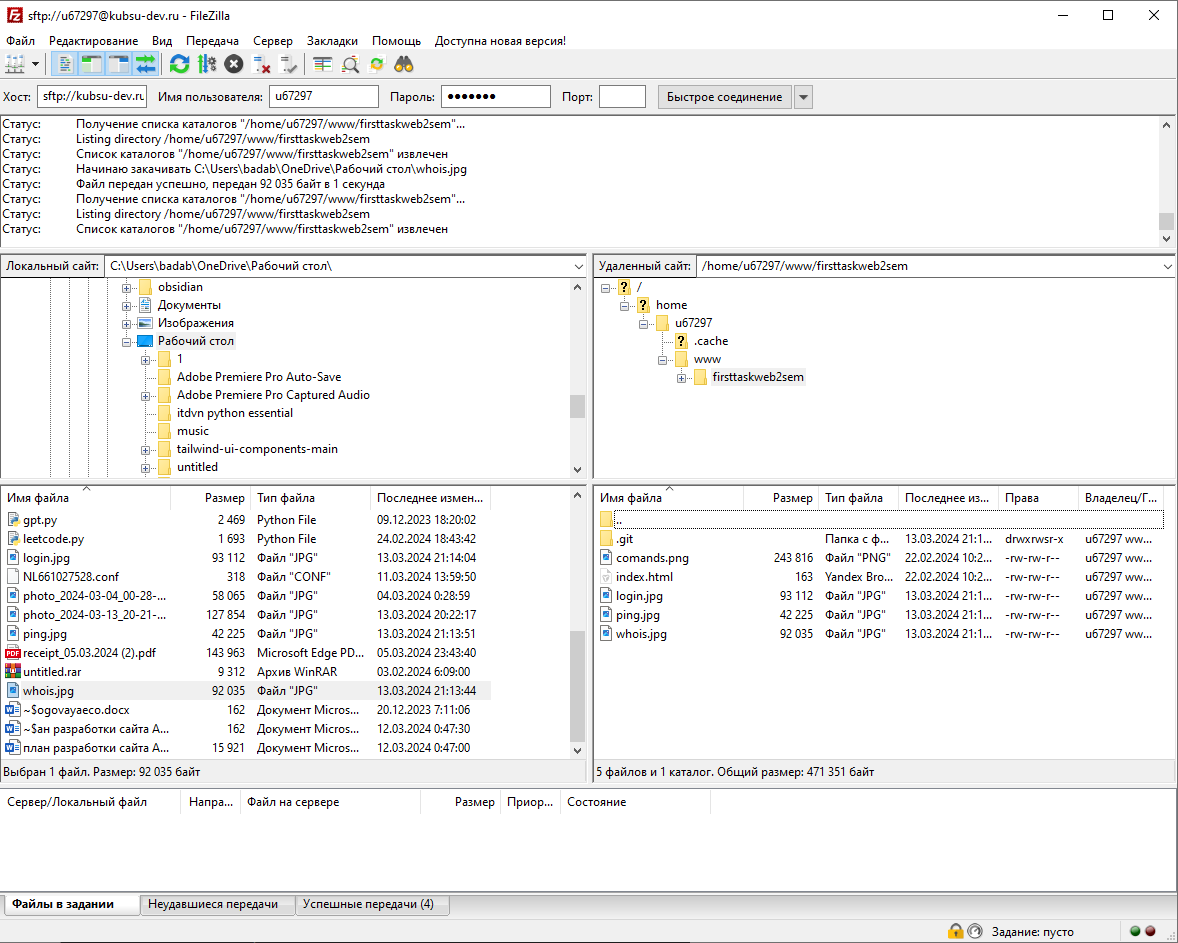 sftp://u67297@kubsu-dev.ru - FileZilla
Файл Редактирование Вид Передача Сервер Закладки Помощь Доступна новая версия!
Хост: sftp://kubsu-dev.ru Имя пользователя: u67297 Пароль: ●●●●●●● Порт: Быстрое соединение
Статус: Получение списка каталогов "/home/u67297/www/firsttaskweb2sem"...
Статус: Listing directory /home/u67297/www/firsttaskweb2sem
Статус: Список каталогов "/home/u67297/www/firsttaskweb2sem" извлечен
Статус: Начинаю закачивать C:\Users\badab\OneDrive\Рабочий стол\whois.jpg
Статус: Файл передан успешно, передан 92 035 байт в 1 секунда
Статус: Получение списка каталогов "/home/u67297/www/firsttaskweb2sem"...
Статус: Listing directory /home/u67297/www/firsttaskweb2sem
Статус: Список каталогов "/home/u67297/www/firsttaskweb2sem" извлечен
Локальный сайт: C:\Users\badab\OneDrive\Рабочий стол\
obsidian
Документы
Изображения
Рабочий стол
1
Adobe Premiere Pro Auto-Save
Adobe Premiere Pro Captured Audio
itdvn python essential
music
tailwind-ui-components-main
untitled
Удаленный сайт: /home/u67297/www/firsttaskweb2sem
/
? home
u67297
? .cache
www
firsttaskweb2sem
Имя файла Размер Тип файла Последнее измен...
gpt.py 2 469 Python File 09.12.2023 18:20:02
leetcode.py 1 693 Python File 24.02.2024 18:43:42
login.jpg 93 112 Файл "JPG" 13.03.2024 21:14:04
NL661027528.conf 318 Файл "CONF" 11.03.2024 13:59:50
photo_2024-03-04_00-28-... 58 065 Файл "JPG" 04.03.2024 0:28:59
photo_2024-03-13_20-21-... 127 854 Файл "JPG" 13.03.2024 20:22:17
ping.jpg 42 225 Файл "JPG" 13.03.2024 21:13:51
receipt_05.03.2024 (2).pdf 143 963 Microsoft Edge PD... 05.03.2024 23:43:40
untitled.rar 9 312 Архив WinRAR 03.02.2024 6:09:00
whois.jpg 92 035 Файл "JPG" 13.03.2024 21:13:44
~$ogovayaeco.docx 162 Документ Micros... 20.12.2023 7:11:06
~$ан разработки сайта А... 162 Документ Micros... 12.03.2024 0:47:30
план разработки сайта А... 15 921 Документ Micros... 12.03.2024 0:47:00
Выбран 1 файл. Размер: 92 035 байт
Имя файла Размер Тип файла Последнее из... Права Владелец/Г...
..
.git Папка с ф... 13.03.2024 21:1... drwxrwsr-x u67297 ww...
comands.png 243 816 Файл "PNG" 22.02.2024 10:2... -rw-rw-r-- u67297 ww...
index.html 163 Yandex Bro... 22.02.2024 10:2... -rw-rw-r-- u67297 ww...
login.jpg 93 112 Файл "JPG" 13.03.2024 21:1... -rw-rw-r-- u67297 ww...
ping.jpg 42 225 Файл "JPG" 13.03.2024 21:1... -rw-rw-r-- u67297 ww...
whois.jpg 92 035 Файл "JPG" 13.03.2024 21:1... -rw-rw-r-- u67297 ww...
5 файлов и 1 каталог. Общий размер: 471 351 байт
Сервер/Локальный файл Напра... Файл на сервере Размер Приор... Состояние
Файлы в задании Неудавшиеся передачи Успешные передачи (4)
Задание: пусто